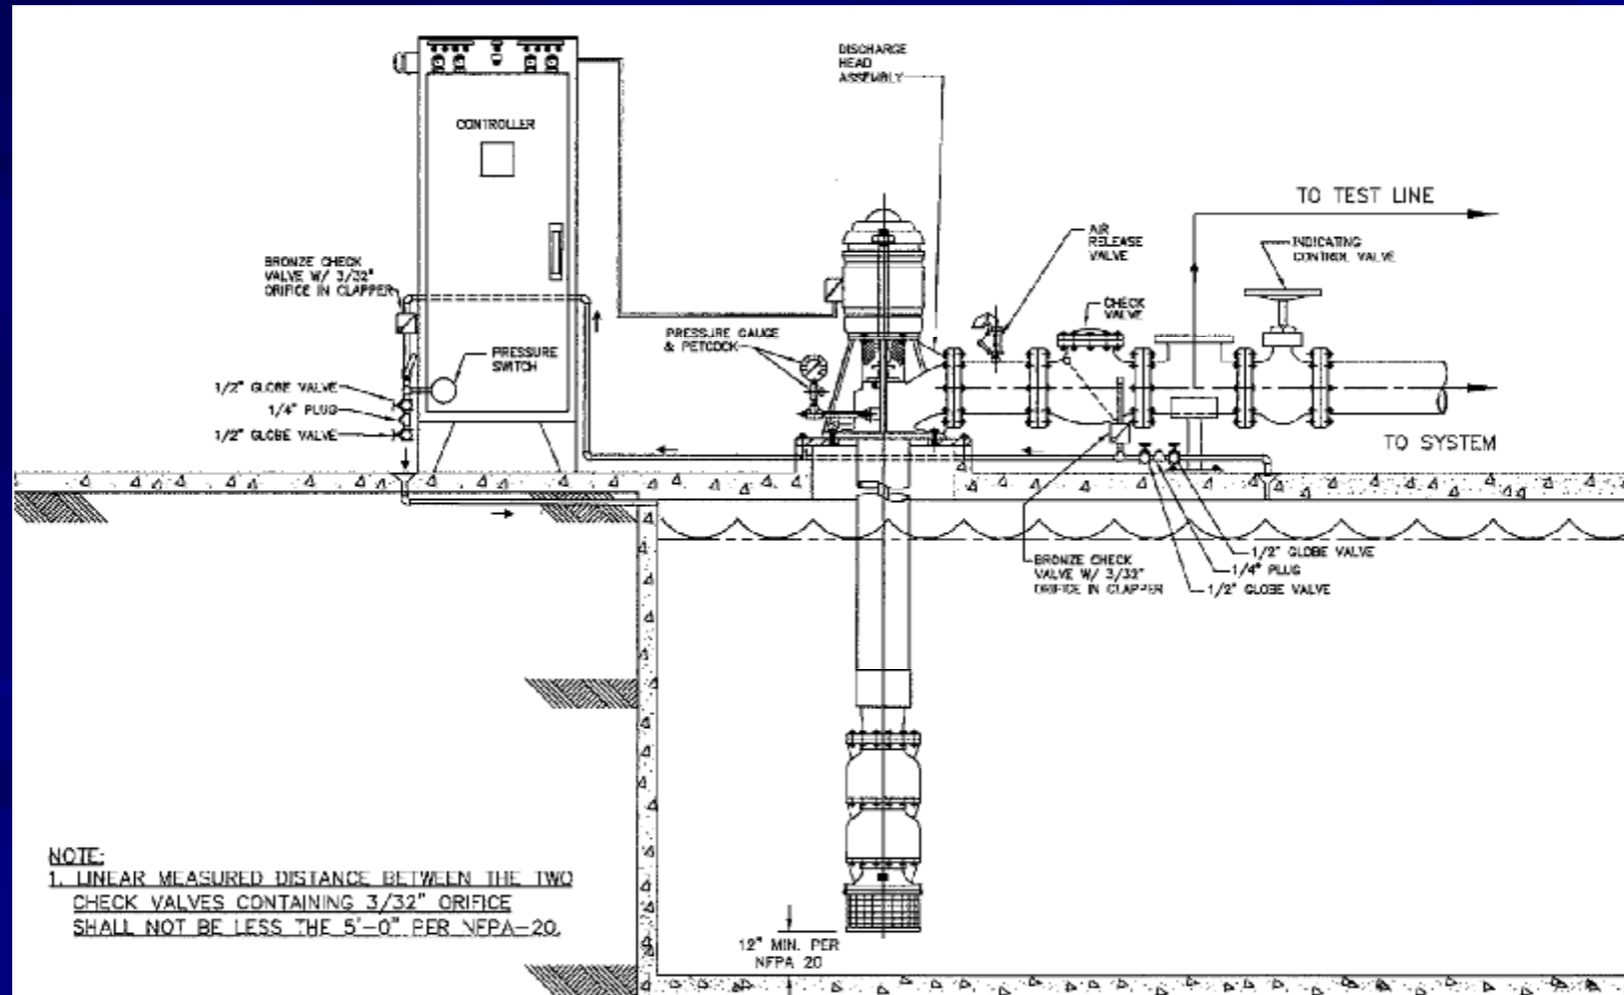 DISCHARGE
HEAD
ASSEMBLY
CONTROLLER
TO TEST LINE
AIR
RELEASE
VALVE
INDICATING
CONTROL VALVE
BRONZE CHECK
VALVE W/ 3/32"
ORIFICE IN CLAPPER
CHECK
VALVE
PRESSURE GAUGE
& PETCOCK
PRESSURE
SWITCH
1/2" GLOBE VALVE
1/4" PLUG
1/2" GLOBE VALVE
TO SYSTEM
BRONZE CHECK
VALVE W/ 3/32"
ORIFICE IN CLAPPER
1/2" GLOBE VALVE
1/4" PLUG
1/2" GLOBE VALVE
NOTE:
1. LINEAR MEASURED DISTANCE BETWEEN THE TWO
CHECK VALVES CONTAINING 3/32" ORIFICE
SHALL NOT BE LESS THE 5'-0" PER NFPA-20.
12" MIN. PER
NFPA 20